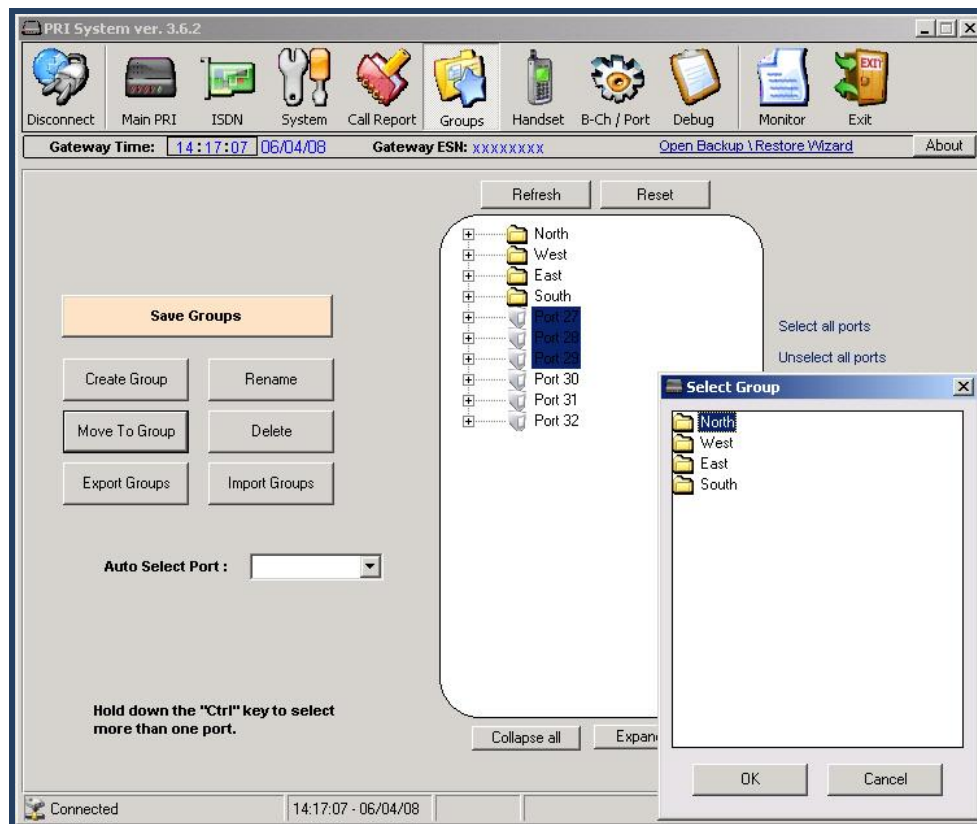 PRI System ver. 3.6.2
Disconnect Main PRI ISDN System Call Report Groups Handset B-Ch / Port Debug Monitor EXIT Exit
Gateway Time: 14:17:07 06/04/08 Gateway ESN: xxxxxxxx Open Backup \ Restore Wizard About
Refresh Reset
North
West
East
South
Port 27
Port 28
Port 29
Port 30
Port 31
Port 32
Save Groups
Create Group Rename
Move To Group Delete
Export Groups Import Groups
Auto Select Port :
Hold down the "Ctrl" key to select
more than one port.
Select all ports
Unselect all ports
Collapse all Expan
Select Group
North
West
East
South
OK Cancel
Connected 14:17:07 - 06/04/08